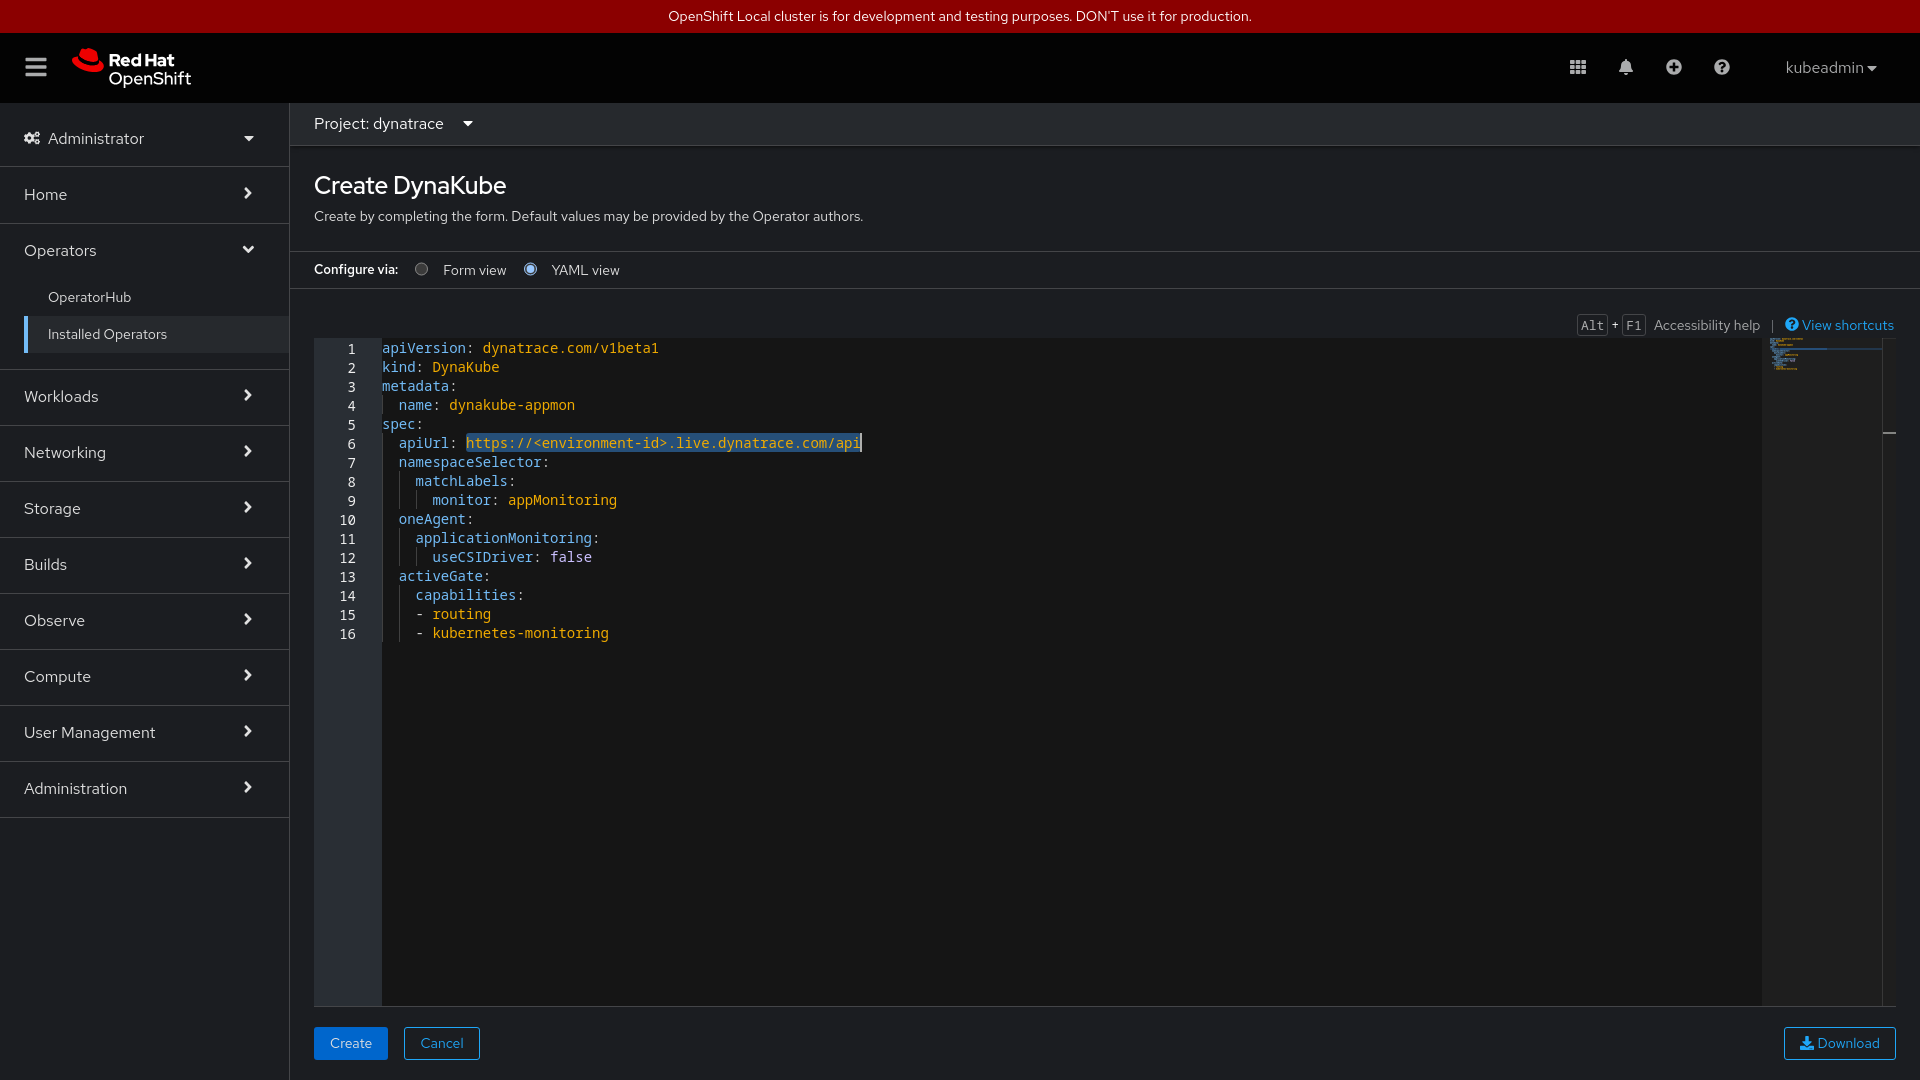 OpenShift Local cluster is for development and testing purposes. DON'T use it for production.
Red Hat
OpenShift
kubeadmin
Administrator
Project: dynatrace
Home
Operators
OperatorHub
Installed Operators
Workloads
Networking
Storage
Builds
Observe
Compute
User Management
Administration
Create DynaKube
Create by completing the form. Default values may be provided by the Operator authors.
Configure via: Form view YAML view
Alt + F1 Accessibility help | View shortcuts
1 apiVersion: dynatrace.com/v1beta1
2 kind: DynaKube
3 metadata:
4   name: dynakube-appmon
5 spec:
6   apiUrl: https://<environment-id>.live.dynatrace.com/api
7   namespaceSelector:
8     matchLabels:
9       monitor: appMonitoring
10   oneAgent:
11     applicationMonitoring:
12       useCSIDriver: false
13   activeGate:
14     capabilities:
15     - routing
16     - kubernetes-monitoring
Create Cancel Download